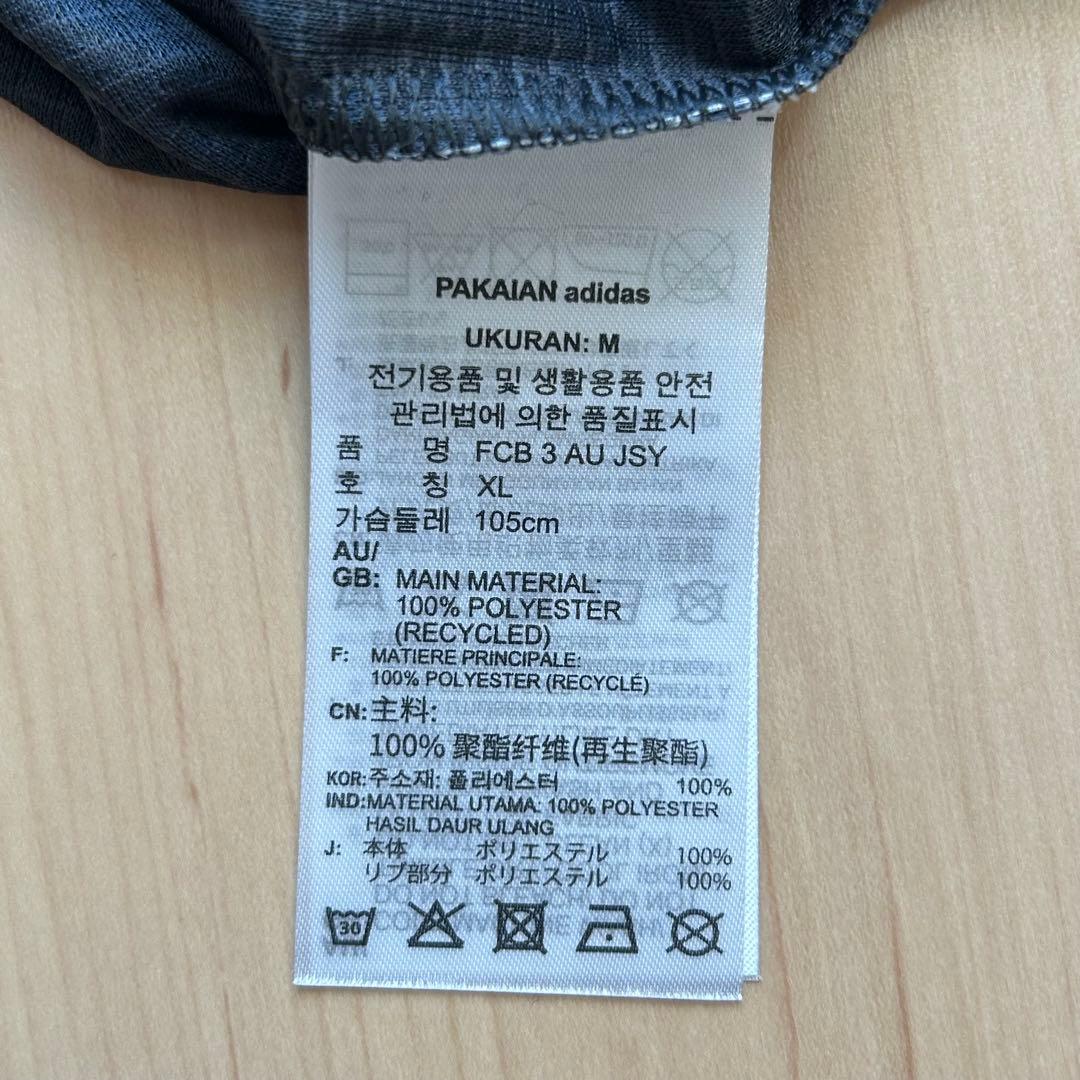 PAKAIAN adidas
UKURAN: M
전기용품 및 생활용품 안전
관리법에 의한 품질표시
품 명 FCB 3 AU JSY
호 칭 XL
가슴둘레 105cm
AU/
GB: MAIN MATERIAL:
100% POLYESTER
(RECYCLED)
F: MATIERE PRINCIPALE:
100% POLYESTER (RECYCLÉ)
CN: 主料:
100% 聚酯纤维(再生聚酯)
KOR: 주소재: 폴리에스터 100%
IND: MATERIAL UTAMA: 100% POLYESTER
HASIL DAUR ULANG
J: 本体 ポリエステル 100%
リブ部分 ポリエステル 100%
30